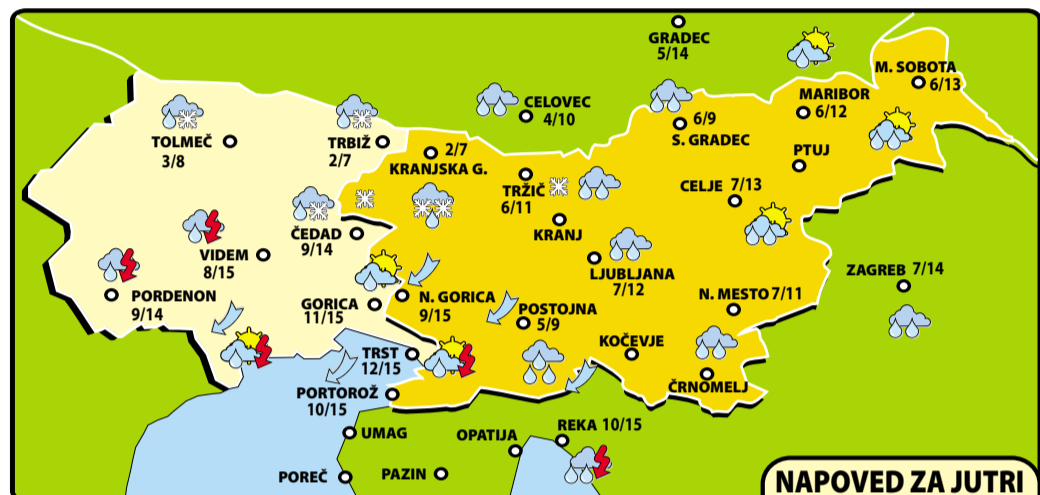 GRADEC
5/14
M. SOBOTA
6/13
MARIBOR
6/12
CELOVEC
4/10
6/9
S. GRADEC
TOLMEČ
3/8
TRBIŽ
2/7
2/7
KRANJSKA G.
PTUJ
TRŽIČ
6/11
CELJE 7/13
KRANJ
ČEDAD
9/14
VIDEM
8/15
LJUBLJANA
7/12
ZAGREB 7/14
PORDENON
9/14
GORICA
11/15
N. GORICA
9/15
POSTOJNA
5/9
N. MESTO 7/11
KOČEVJE
TRST
12/15
ČRNOMELJ
PORTOROŽ
10/15
REKA 10/15
UMAG
OPATIJA
POREČ
PAZIN
NAPOVED ZA JUTRI